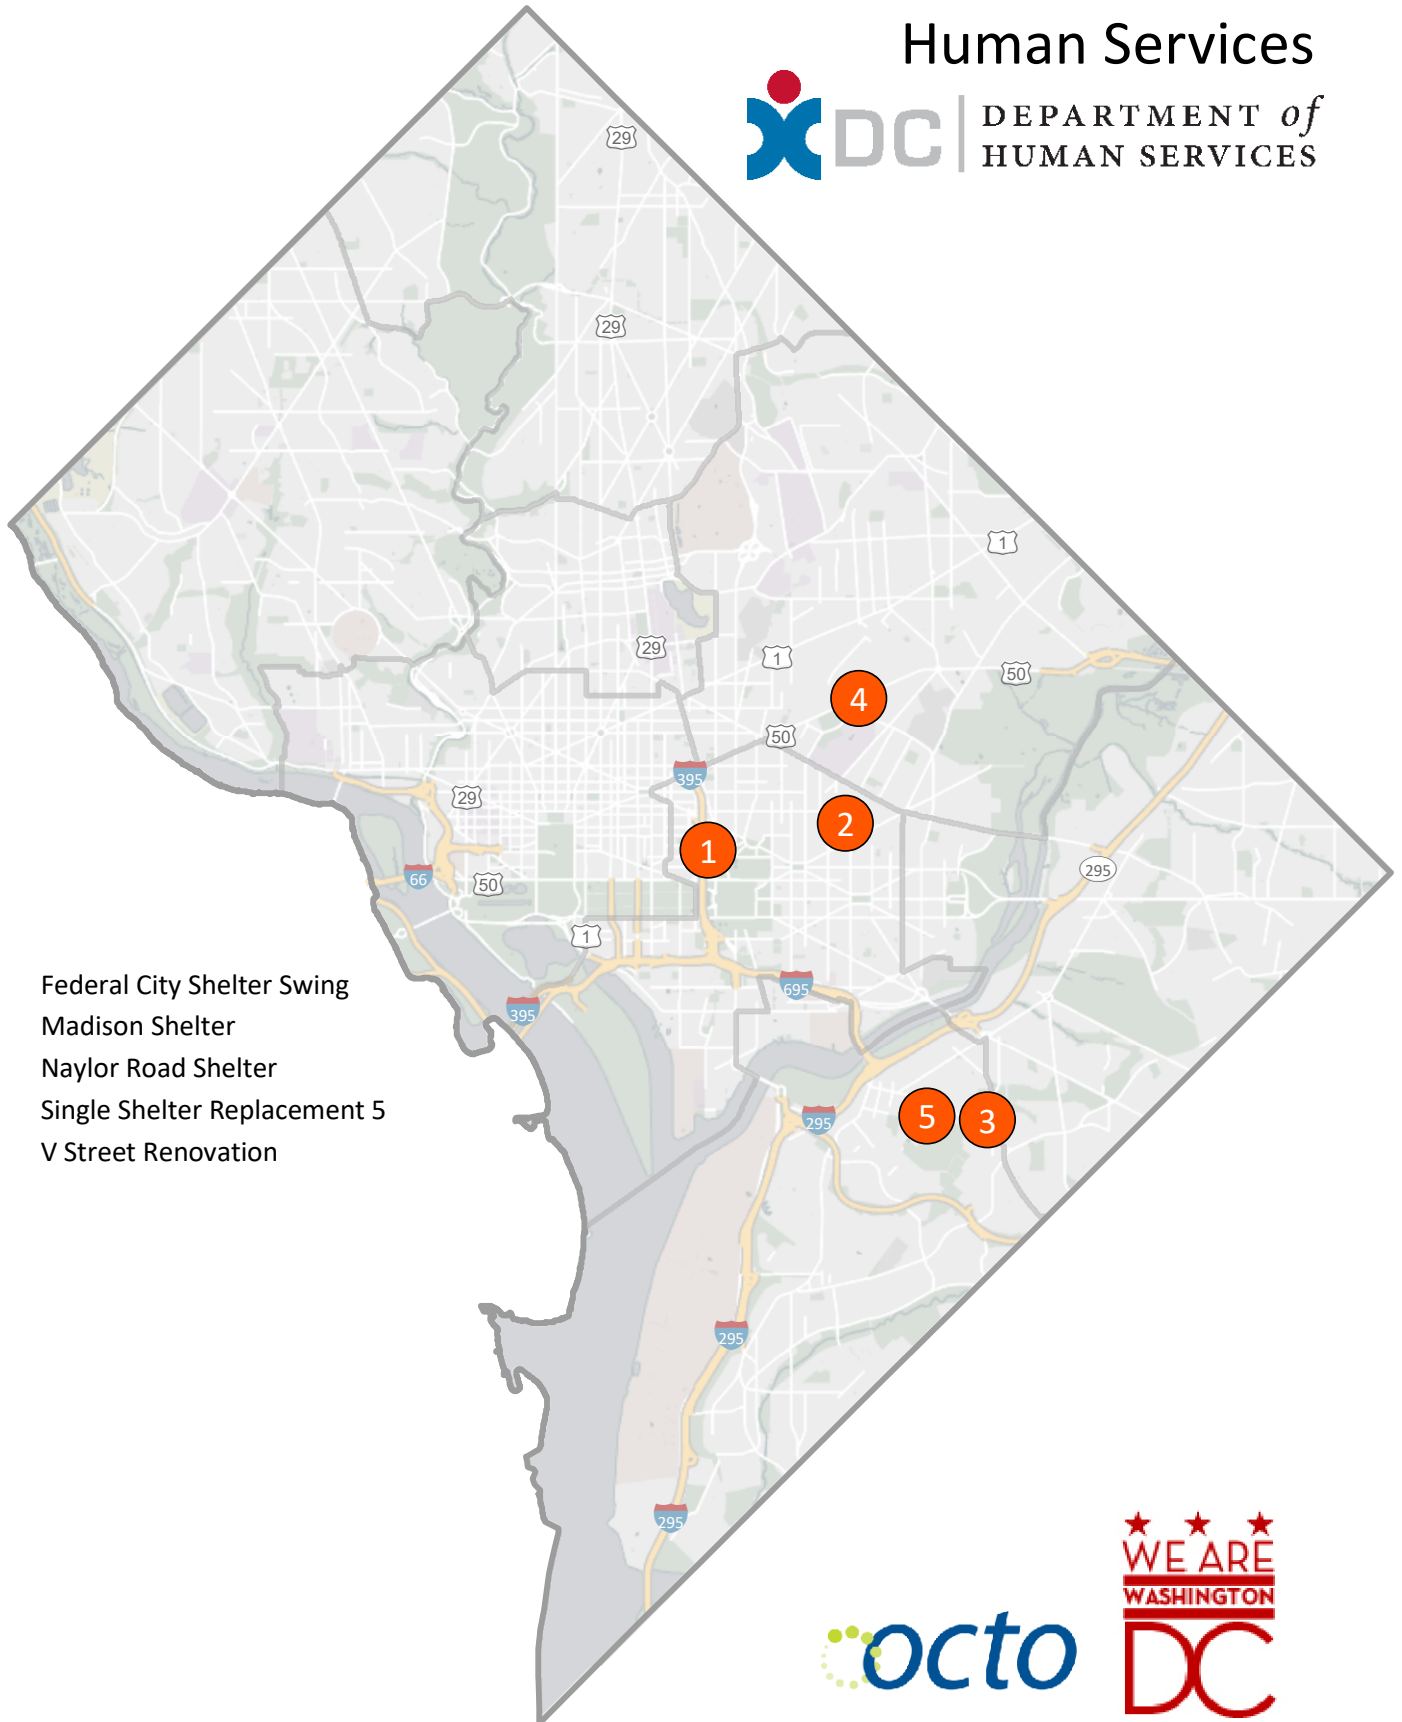 Human Services
DC
DEPARTMENT of
HUMAN SERVICES
29
29
1
29
1
50
4
50
395
29
2
1
66
50
295
1
695
395
Federal City Shelter Swing
Madison Shelter
Naylor Road Shelter
Single Shelter Replacement 5
V Street Renovation
295
5
3
295
295
WE ARE
WASHINGTON
DC
octo